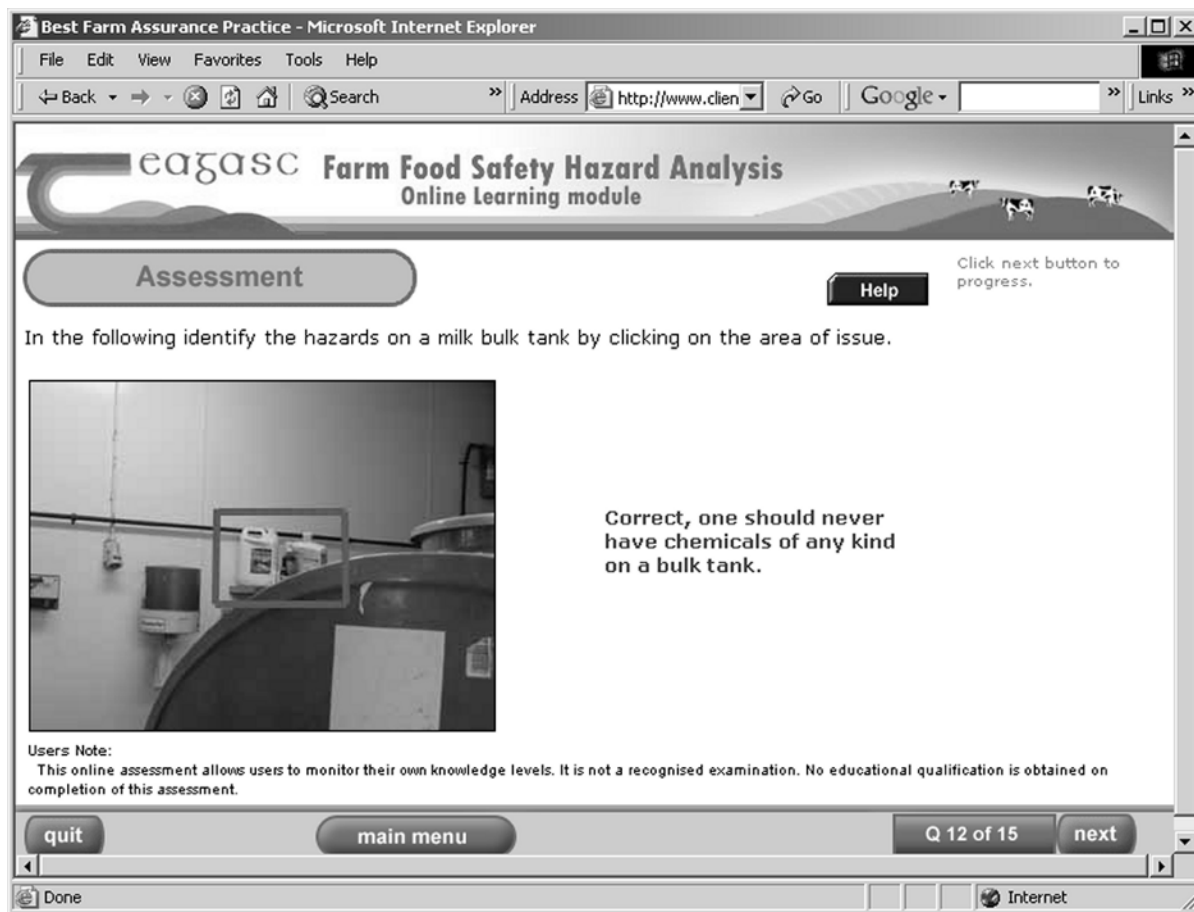 Best Farm Assurance Practice - Microsoft Internet Explorer
File Edit View Favorites Tools Help
Back Search » Address http://www.clien Go Google » Links »
eagasc Farm Food Safety Hazard Analysis
Online Learning module
Assessment
Help
Click next button to
progress.
In the following identify the hazards on a milk bulk tank by clicking on the area of issue.
Correct, one should never
have chemicals of any kind
on a bulk tank.
Users Note:
This online assessment allows users to monitor their own knowledge levels. It is not a recognised examination. No educational qualification is obtained on
completion of this assessment.
quit main menu Q 12 of 15 next
Done Internet